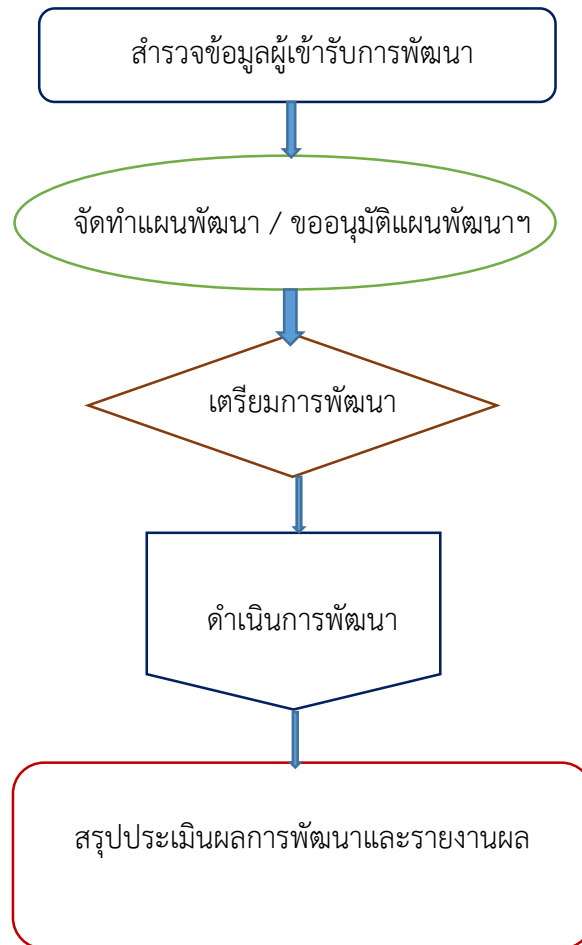 สำรวจข้อมูลผู้เข้ารับการพัฒนา
จัดทำแผนพัฒนา / ขออนุมัติแผนพัฒนาฯ
เตรียมการพัฒนา
ดำเนินการพัฒนา
สรุปประเมินผลการพัฒนาและรายงานผล